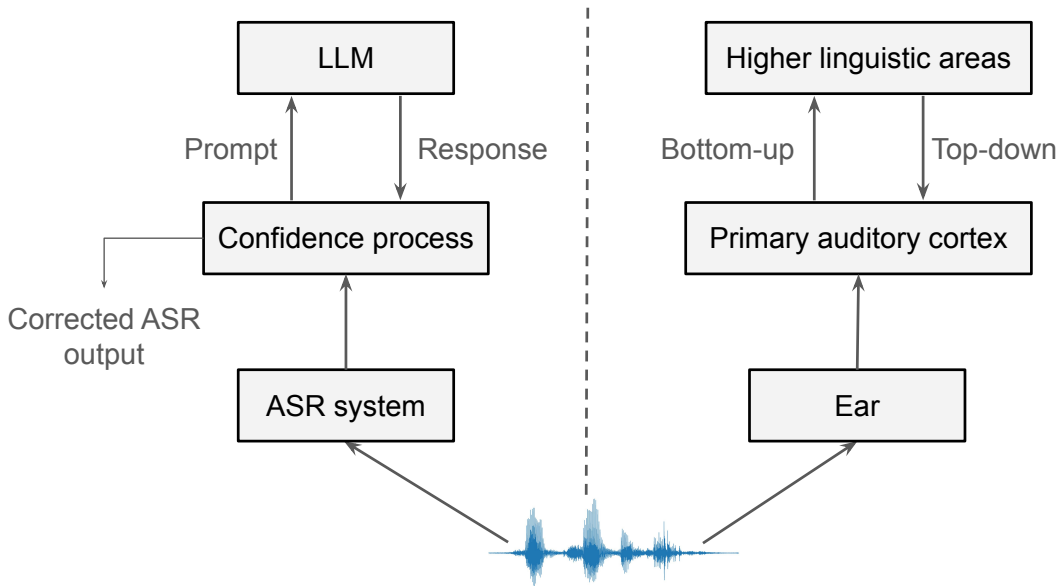 LLM
Higher linguistic areas
Prompt
Response
Bottom-up
Top-down
Confidence process
Primary auditory cortex
Corrected ASR
output
ASR system
Ear